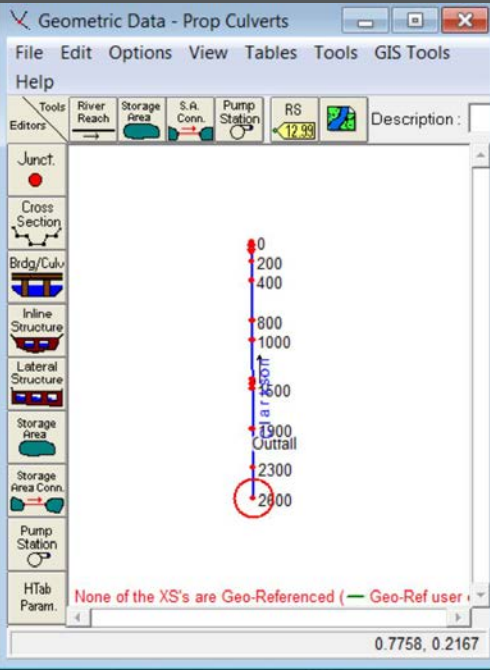 Geometric Data - Prop Culverts
File Edit Options View Tables Tools GIS Tools
Help
Tools
Editors
River
Reach
Storage
Area
S.A.
Conn.
Pump
Station
RS
12.99
Description :
Junct.
Cross
Section
Brdg/Culv
Inline
Structure
Lateral
Structure
Storage
Area
Storage
Area Conn.
Pump
Station
HTab
Param.
0
200
400
800
1000
1500
Clarkson
1900
Outfall
2300
2600
None of the XS's are Geo-Referenced ( Geo-Ref user
0.7758, 0.2167